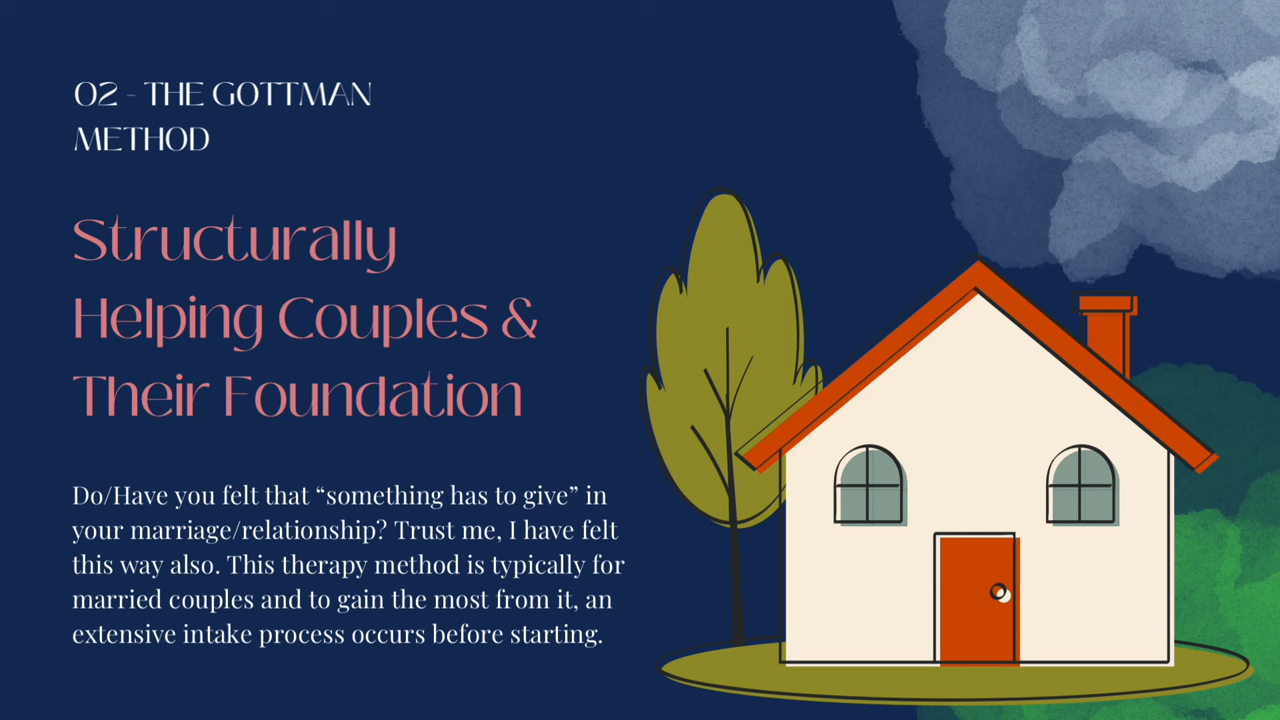 02 - THE GOTTMAN
METHOD
Structurally
Helping Couples &
Their Foundation
Do/Have you felt that “something has to give” in
your marriage/relationship? Trust me, I have felt
this way also. This therapy method is typically for
married couples and to gain the most from it, an
extensive intake process occurs before starting.